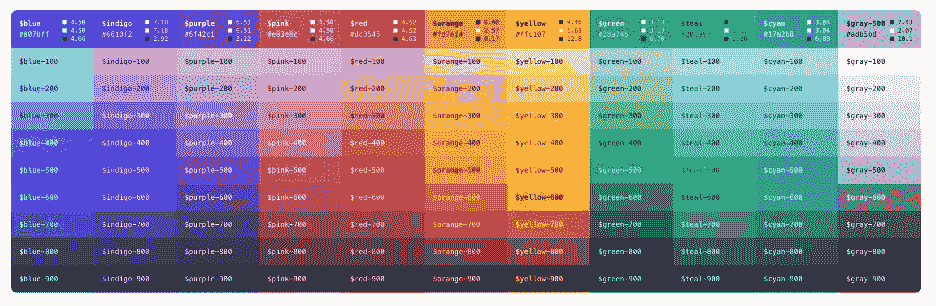 $blue 4.50
#007bff 4.50
4.66
$indigo 7.18
#6610f2 7.18
2.92
$purple 6.51
#6f42c1 6.51
3.22
$pink
#e83e8c
4.66
$red 4.52
#dc3545 4.52
4.63
$orange
$yellow
#ffc107 1.63
12.8
$green
#28a745
$teal
$cyan 3.04
#17a2b8 3.04
6.89
$gray-500
#adb5bd 2.07
10.1
$blue-100 $indigo-100 $purple-100 $pink-100 $red-100 $orange-100 $yellow-100 $green-100 $teal-100 $cyan-100 $gray-100
$blue-200 $indigo-200 $purple-200 $pink-200 $red-200 $orange-200 $yellow-200 $green-200 $teal-200 $cyan-200 $gray-200
$blue-300 $indigo-300 $purple-300 $pink-300 $red-300 $orange-300 $yellow-300 $green-300 $teal-300 $cyan-300 $gray-300
$blue-400 $indigo-400 $purple-400 $pink-400 $red-400 $orange-400 $yellow-400 $green-400 $teal-400 $cyan-400 $gray-400
$blue-500 $indigo-500 $purple-500 $pink-500 $red-500 $orange-500 $yellow-500 $green-500 $teal-500 $cyan-500 $gray-500
$blue-600 $indigo-600 $purple-600 $pink-600 $red-600 $orange-600 $yellow-600 $green-600 $teal-600 $cyan-600 $gray-600
$blue-700 $indigo-700 $purple-700 $pink-700 $red-700 $orange-700 $yellow-700 $green-700 $teal-700 $cyan-700 $gray-700
$blue-800 $indigo-800 $purple-800 $pink-800 $red-800 $orange-800 $yellow-800 $green-800 $teal-800 $cyan-800 $gray-800
$blue-900 $indigo-900 $purple-900 $pink-900 $red-900 $orange-900 $yellow-900 $green-900 $teal-900 $cyan-900 $gray-900